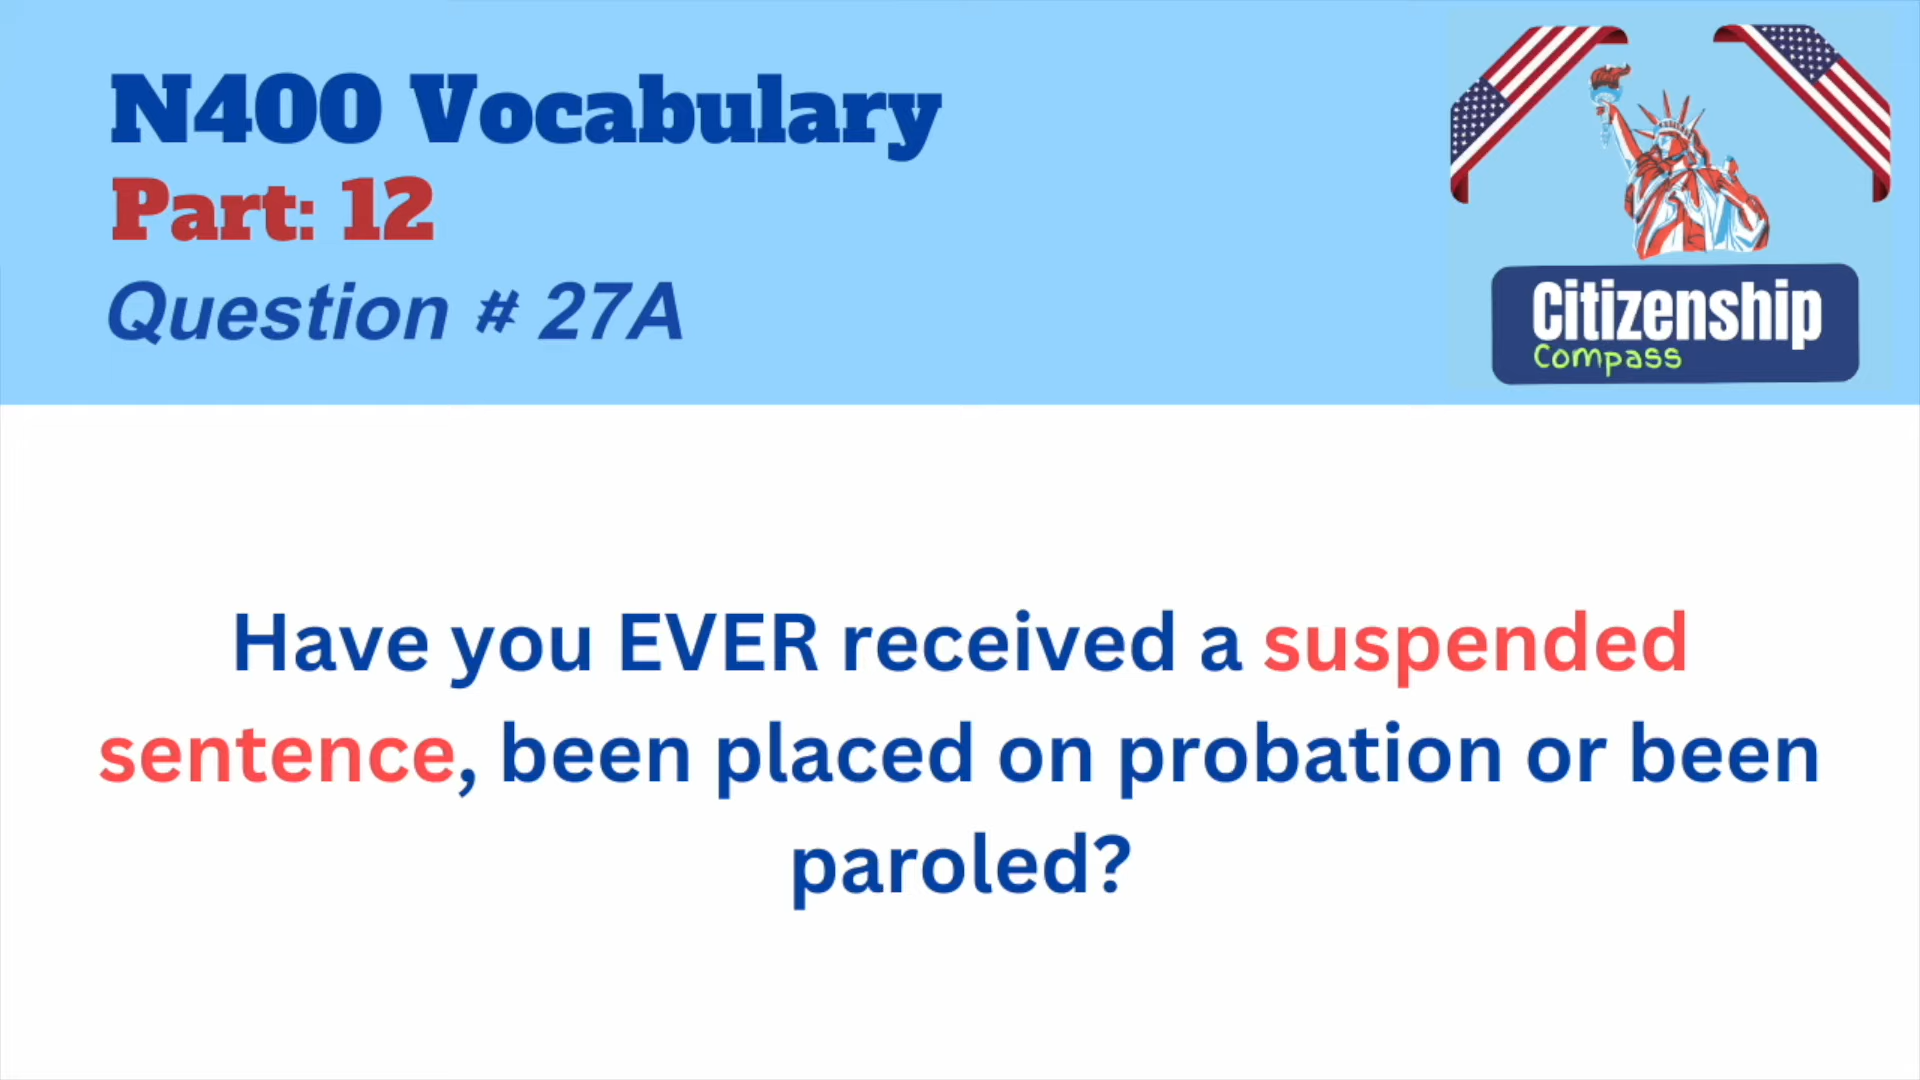 N400 Vocabulary
Part: 12
Question # 27A
Citizenship
Compass
Have you EVER received a suspended
sentence, been placed on probation or been
paroled?